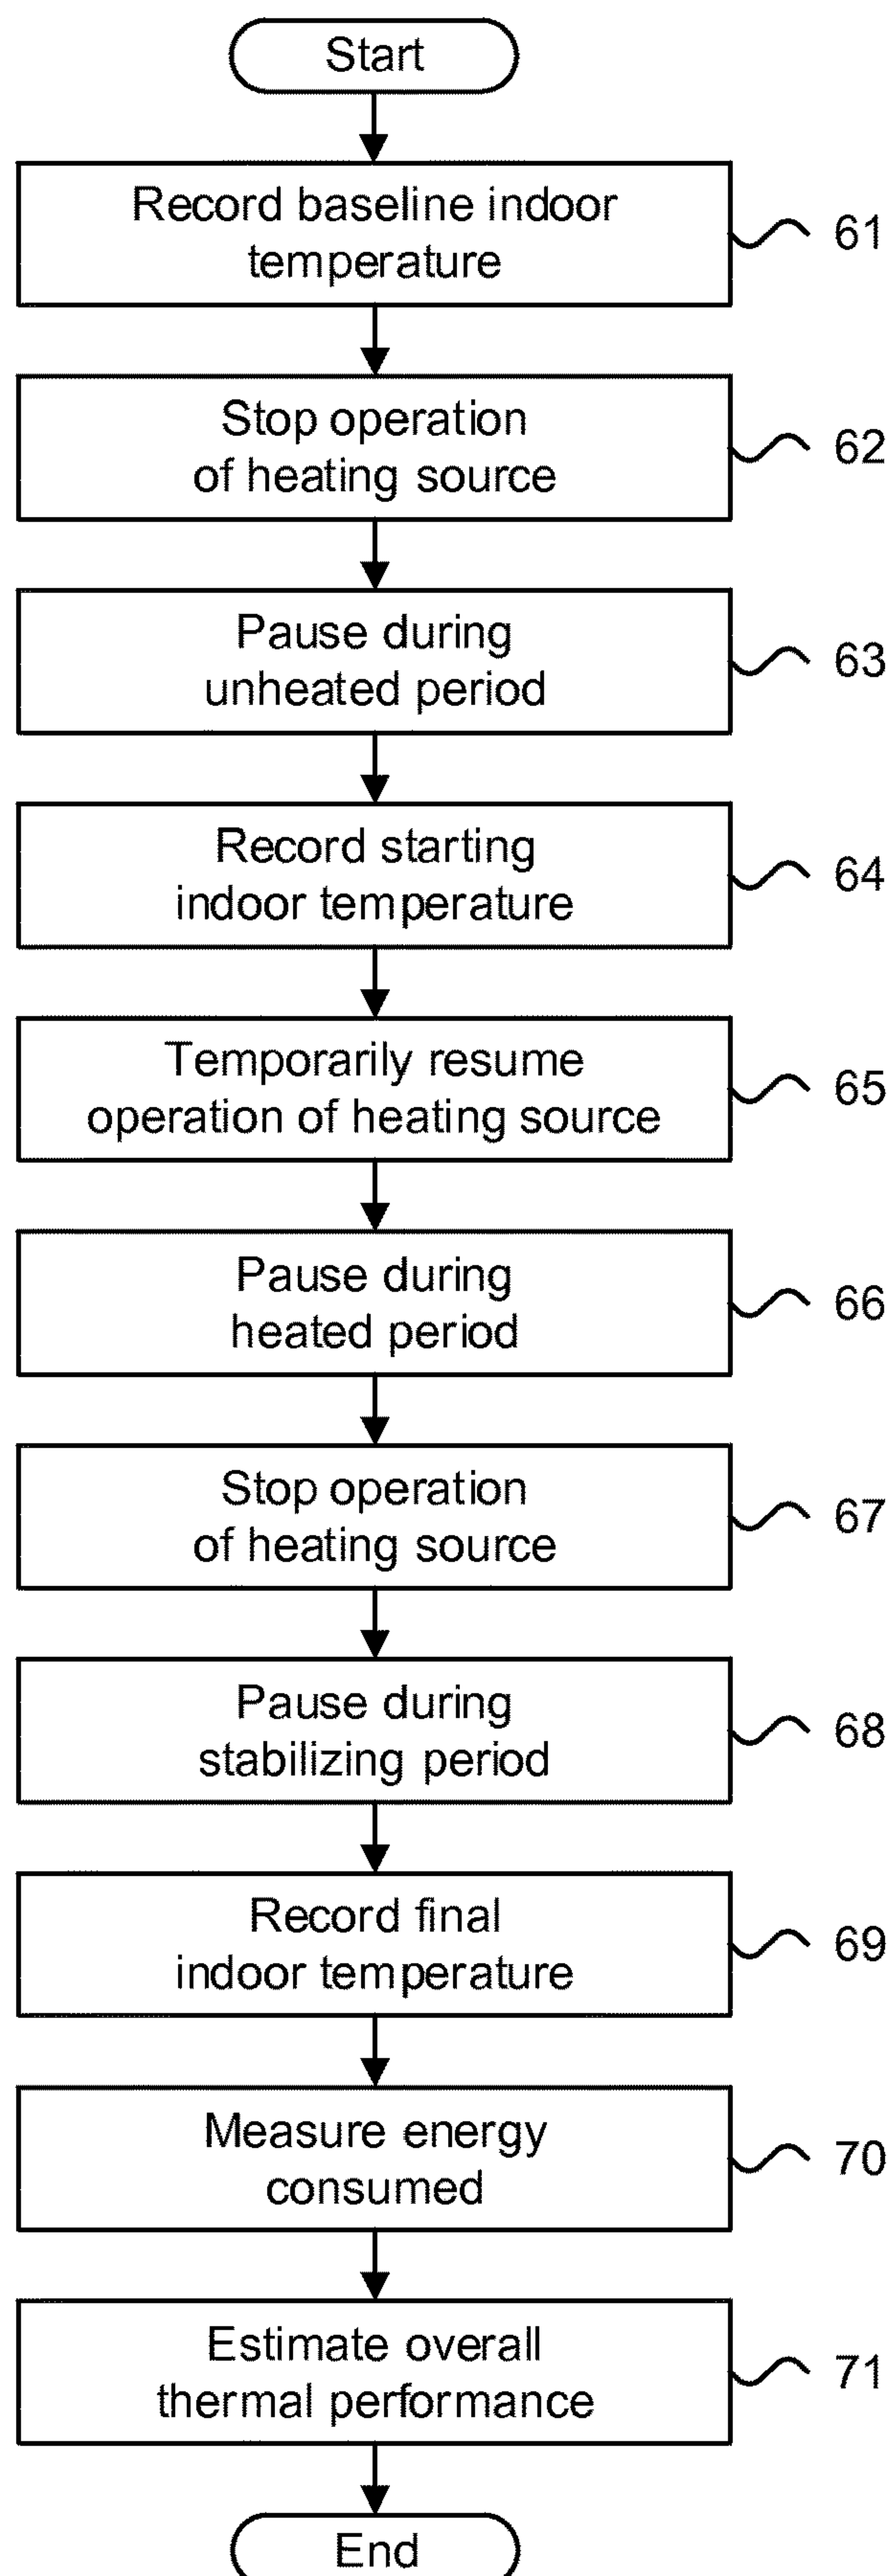 Start
Record baseline indoor
temperature
61
Stop operation
of heating source
62
Pause during
unheated period
63
Record starting
indoor temperature
64
Temporarily resume
operation of heating source
65
Pause during
heated period
66
Stop operation
of heating source
67
Pause during
stabilizing period
68
Record final
indoor temperature
69
Measure energy
consumed
70
Estimate overall
thermal performance
71
End